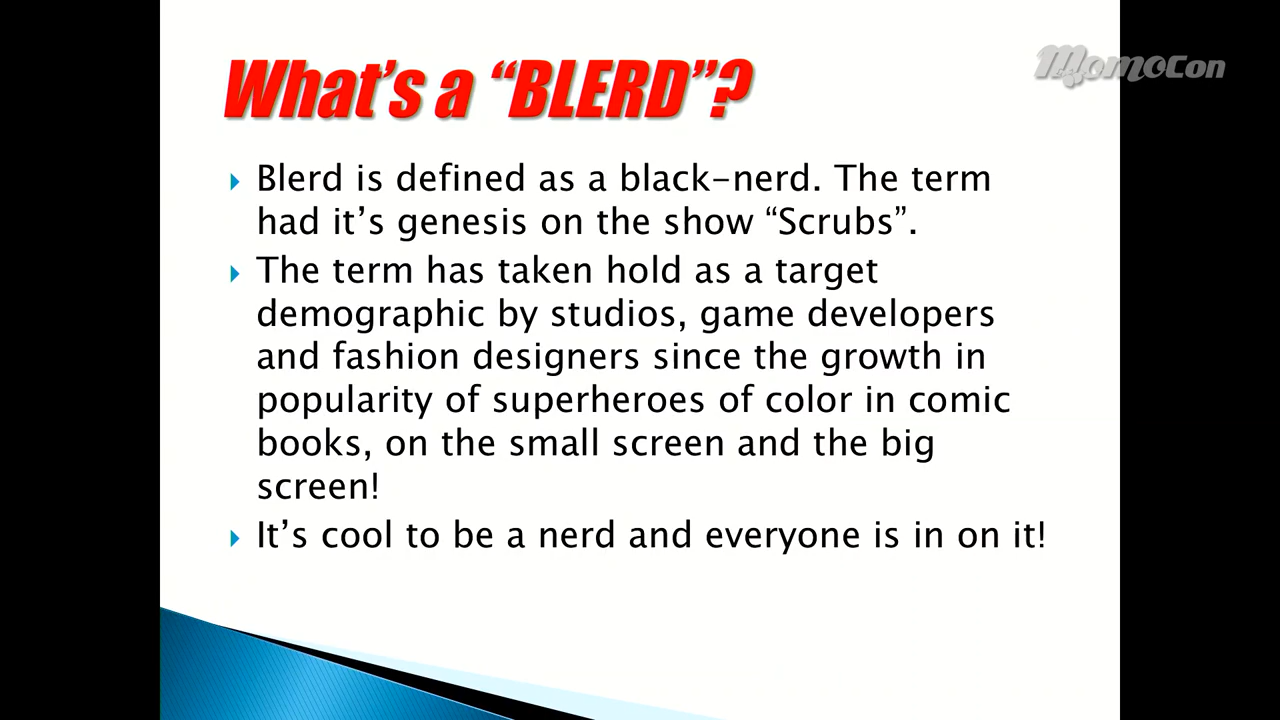 What's a “BLERD”?
MomoCon
Blerd is defined as a black-nerd. The term
had it’s genesis on the show “Scrubs”.
The term has taken hold as a target
demographic by studios, game developers
and fashion designers since the growth in
popularity of superheroes of color in comic
books, on the small screen and the big
screen!
It’s cool to be a nerd and everyone is in on it!